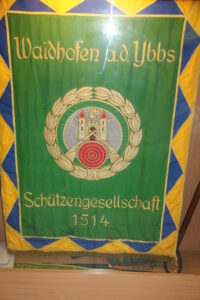 Waidhofen a.d. Ybbs
Schützengesellschaft
1514